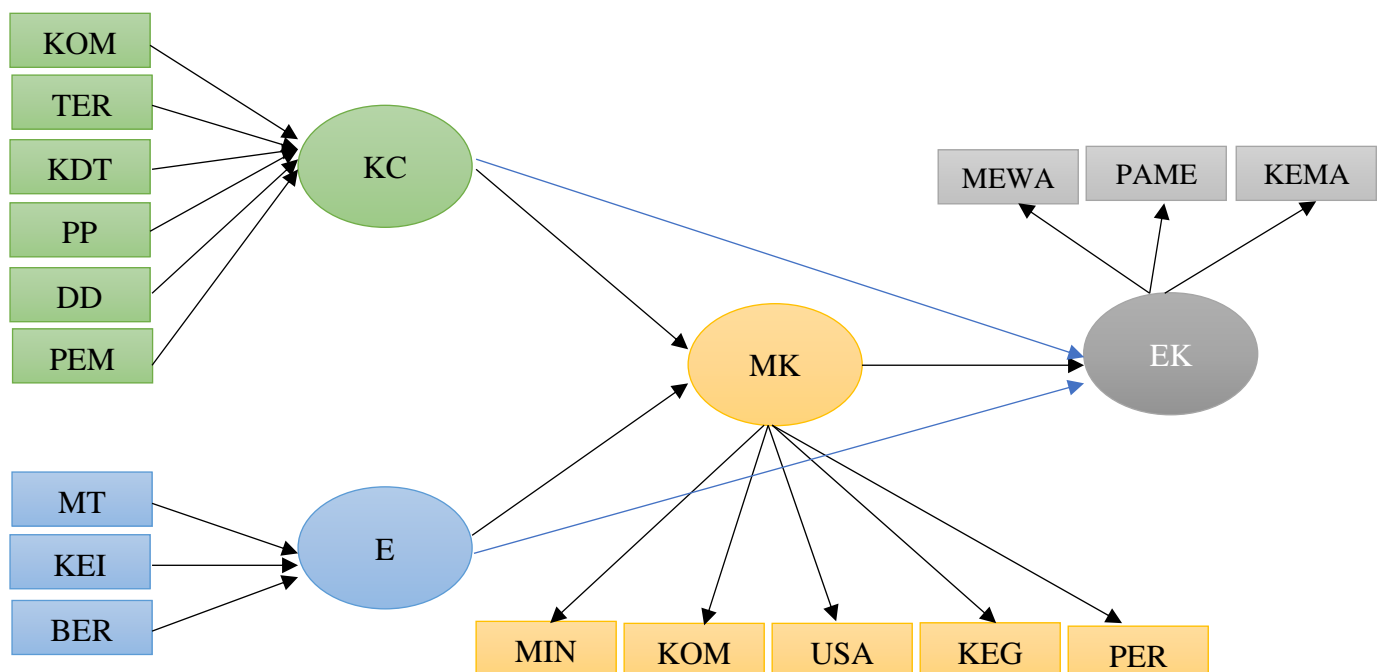 KOM
TER
KDT
PP
DD
PEM
KC
MEWA
PAME
KEMA
MK
EK
MT
KEI
BER
E
MIN
KOM
USA
KEG
PER